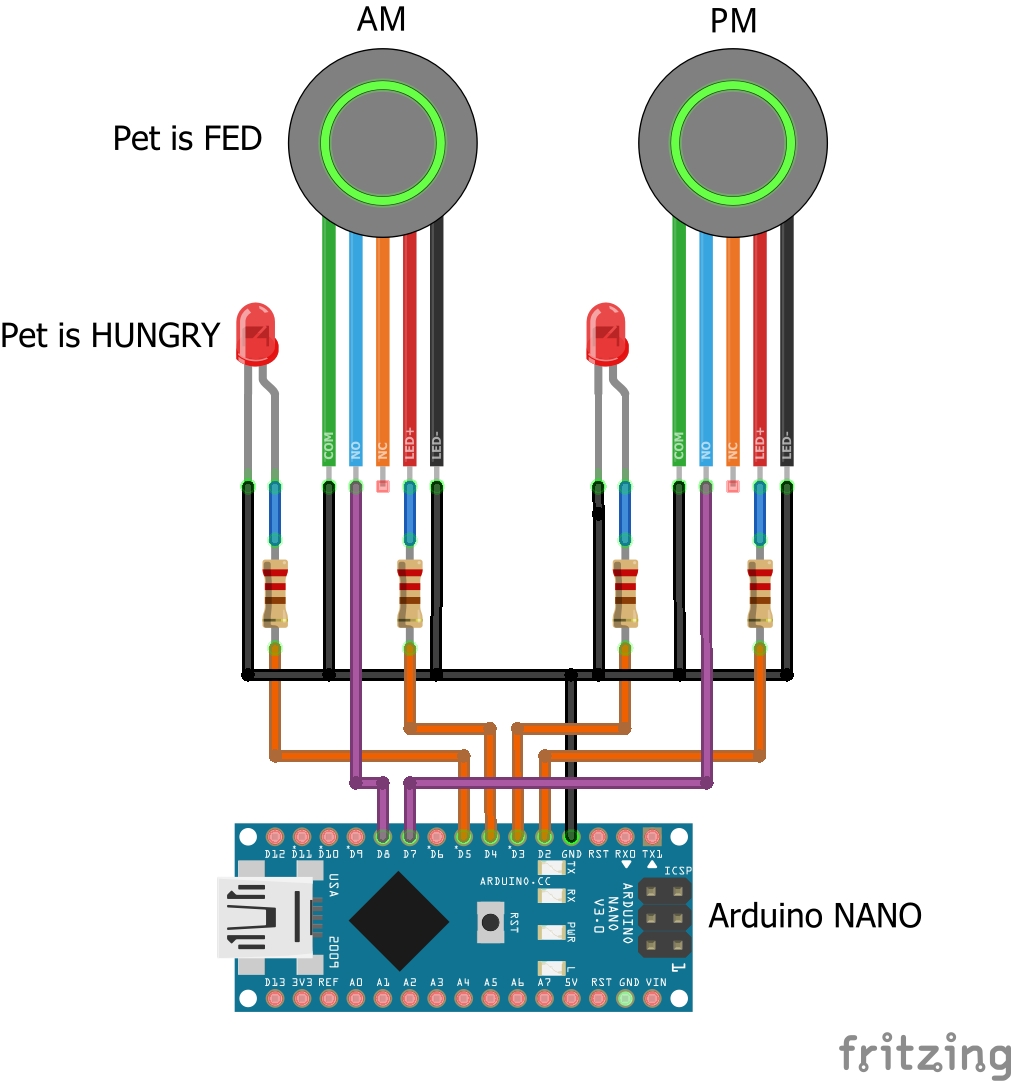 AM PM
Pet is FED
Pet is HUNGRY
COM NO NC LED+ LED- COM NO NC LED+ LED-
D12 D11 D10 D9 D8 D7 D6 D5 D4 D3 D2 GND RST RX0 TX1
TX
ICSP
USA
ARDUINO.CC
RX
ARDUINO
NANO
V3.0
RST
Arduino NANO
PWR
2009
L
1
D13 3V3 REF A0 A1 A2 A3 A4 A5 A6 A7 5V RST GND VIN
fritzing